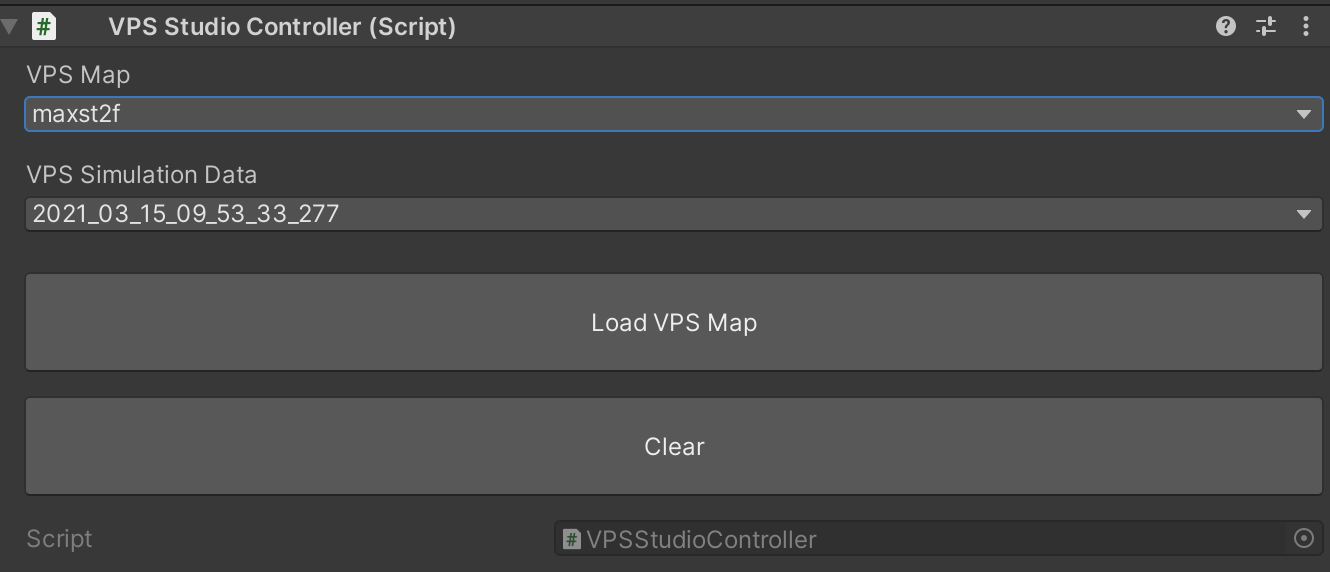 VPS Studio Controller (Script)
VPS Map
maxst2f
VPS Simulation Data
2021_03_15_09_53_33_277
Load VPS Map
Clear
Script # VPSStudioController